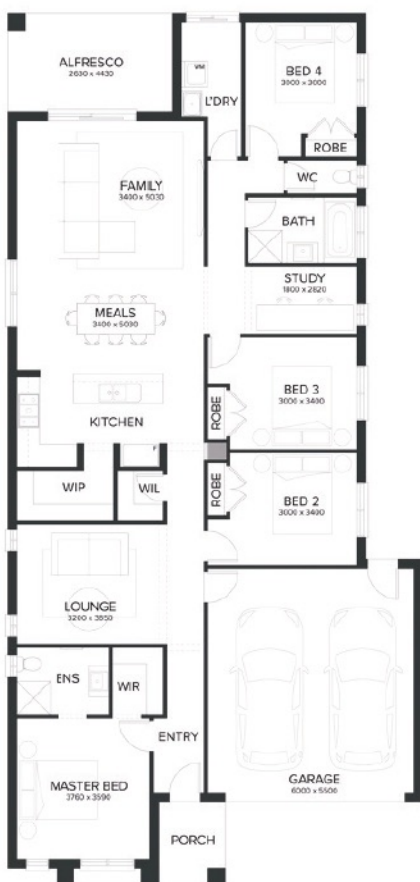 ALFRESCO
2630 x 4430
WM
L'DRY
BED 4
3000 x 3000
ROBE
WC
FAMILY
3400 x 5030
BATH
STUDY
1800 x 2820
MEALS
3400 x 5030
KITCHEN
ROBE
BED 3
3000 x 3400
WIP
WIL
ROBE
BED 2
3000 x 3400
LOUNGE
3200 x 3850
ENS
WIR
ENTRY
MASTER BED
3760 x 3590
GARAGE
6000 x 5500
PORCH